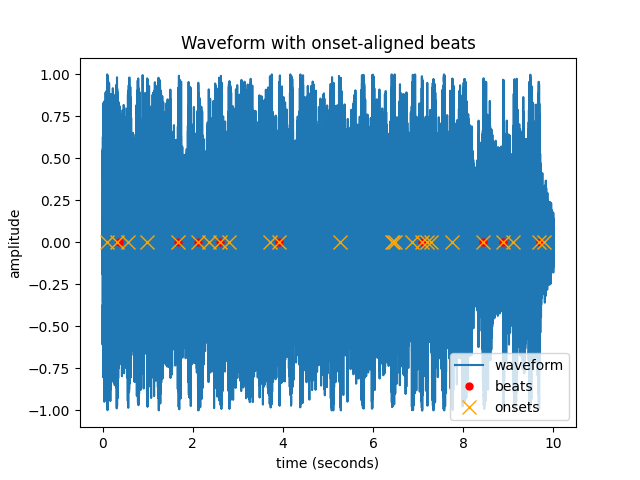 Waveform with onset-aligned beats
amplitude
1.00
0.75
0.50
0.25
0.00
−0.25
−0.50
−0.75
−1.00
waveform
beats
onsets
0 2 4 6 8 10
time (seconds)